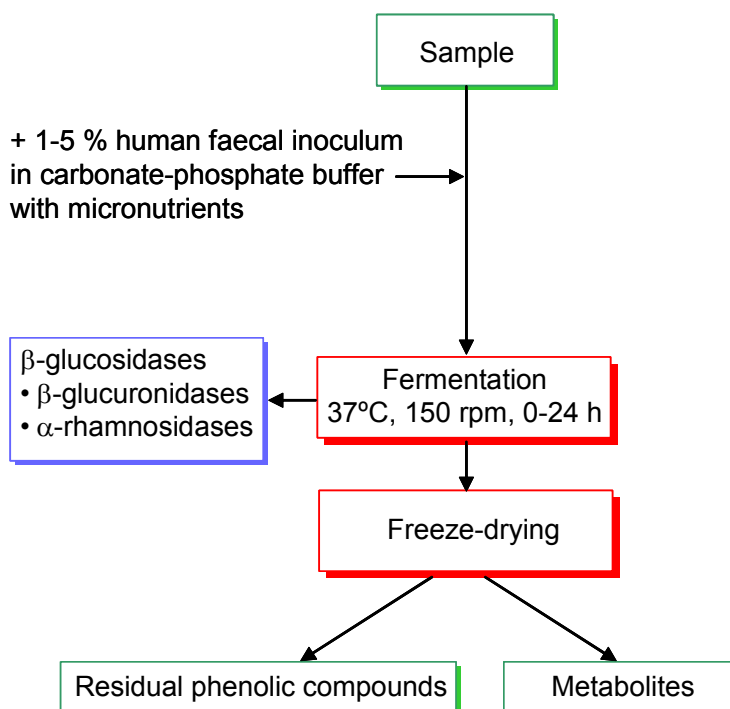 Sample
+ 1-5 % human faecal inoculum
in carbonate-phosphate buffer
with micronutrients
β-glucosidases
• β-glucuronidases
• α-rhamnosidases
Fermentation
37ºC, 150 rpm, 0-24 h
Freeze-drying
Residual phenolic compounds
Metabolites